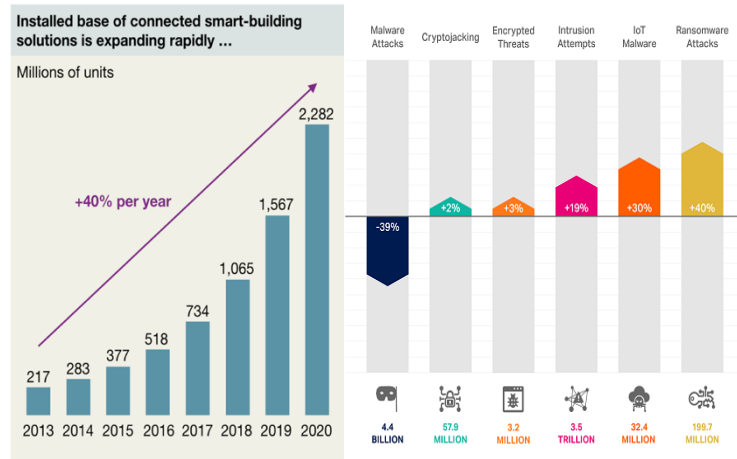 Installed base of connected smart-building
solutions is expanding rapidly ...
Millions of units
+40% per year
217
283
377
518
734
1,065
1,567
2,282
2013 2014 2015 2016 2017 2018 2019 2020
Malware
Attacks
Cryptojacking
Encrypted
Threats
Intrusion
Attempts
IoT
Malware
Ransomware
Attacks
-39%
+2%
+3%
+19%
+30%
+40%
4.4
BILLION
57.9
MILLION
3.2
MILLION
3.5
TRILLION
32.4
MILLION
199.7
MILLION